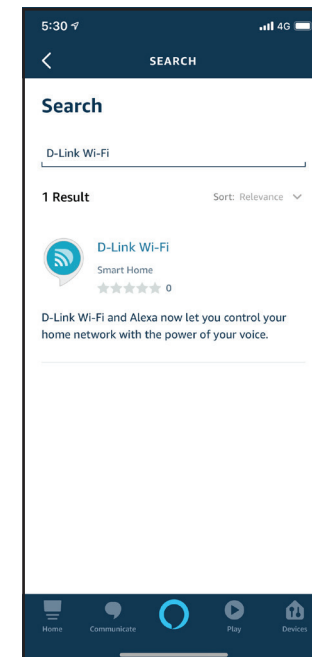 5:30
4G
SEARCH
Search
D-Link Wi-Fi
1 Result
Sort: Relevance
D-Link Wi-Fi
Smart Home
0
D-Link Wi-Fi and Alexa now let you control your
home network with the power of your voice.
Home
Communicate
Play
Devices